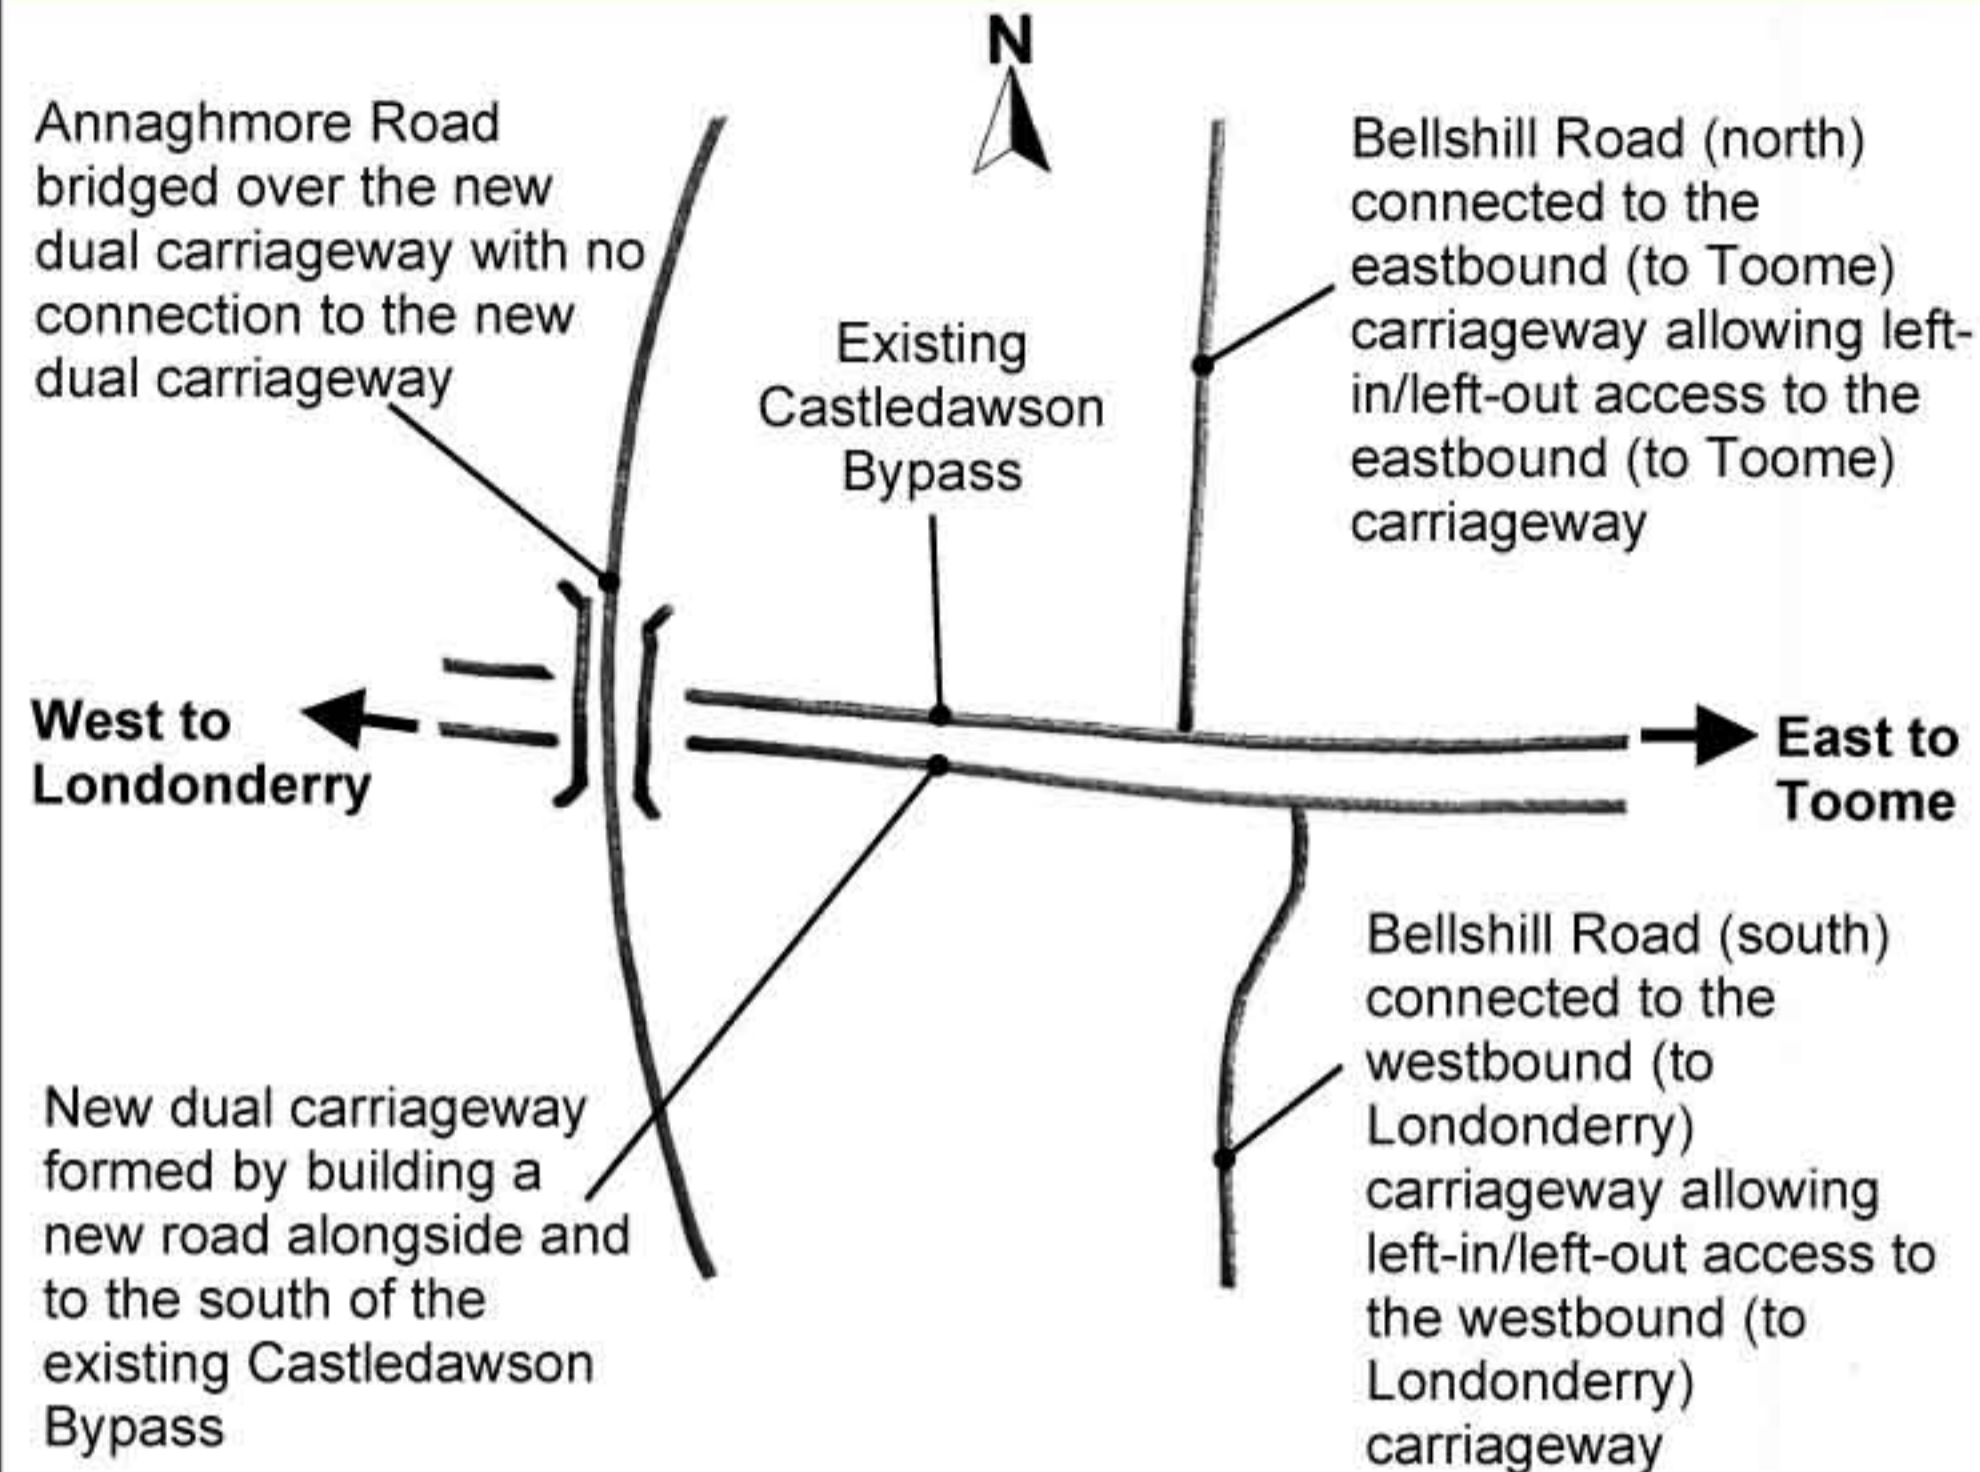 N
Annaghmore Road
bridged over the new
dual carriageway with no
connection to the new
dual carriageway
Existing
Castledawson
Bypass
Bellshill Road (north)
connected to the
eastbound (to Toome)
carriageway allowing left-
in/left-out access to the
eastbound (to Toome)
carriageway
West to
Londonderry
East to
Toome
New dual carriageway
formed by building a
new road alongside and
to the south of the
existing Castledawson
Bypass
Bellshill Road (south)
connected to the
westbound (to
Londonderry)
carriageway allowing
left-in/left-out access to
the westbound (to
Londonderry)
carriageway